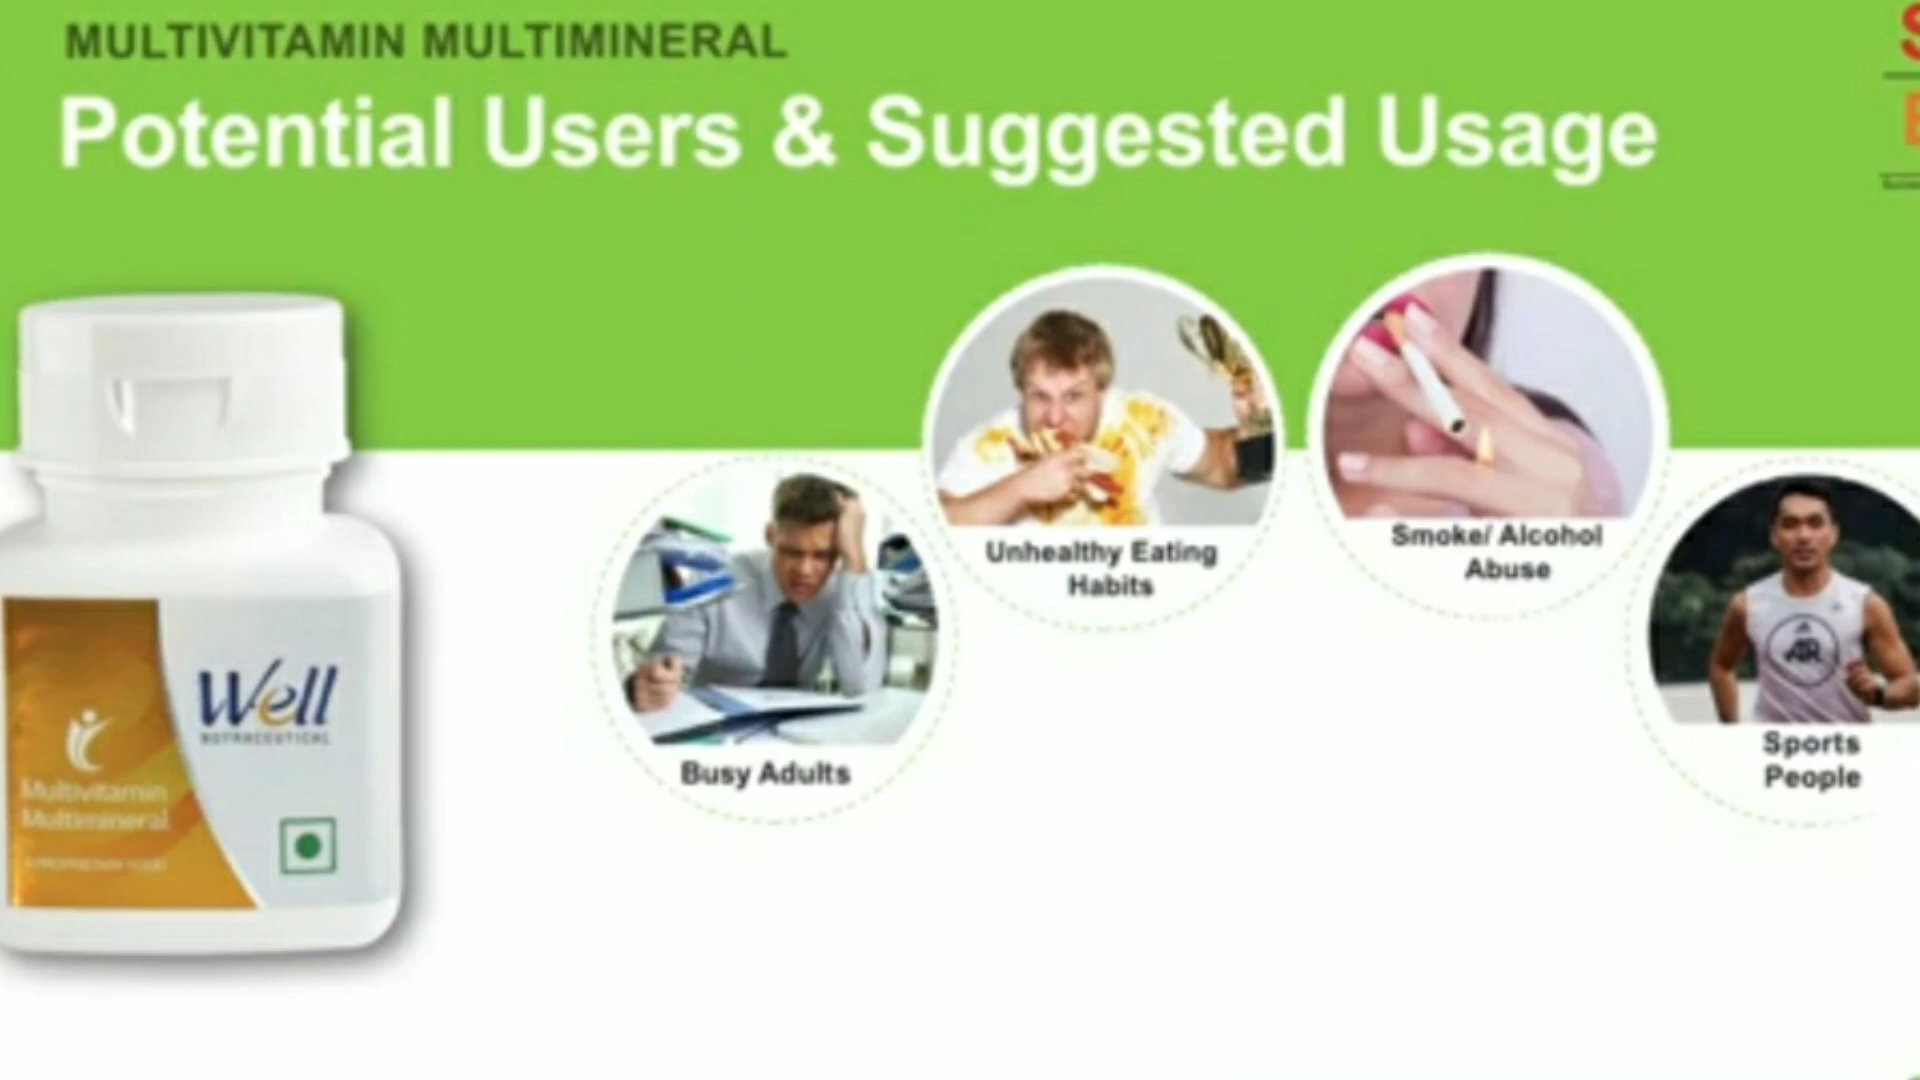 MULTIVITAMIN MULTIMINERAL
Potential Users & Suggested Usage
Unhealthy Eating
Habits
Smoke/ Alcohol
Abuse
Busy Adults
Sports
People
Well
NUTRACEUTICAL
Multivitamin
Multimineral